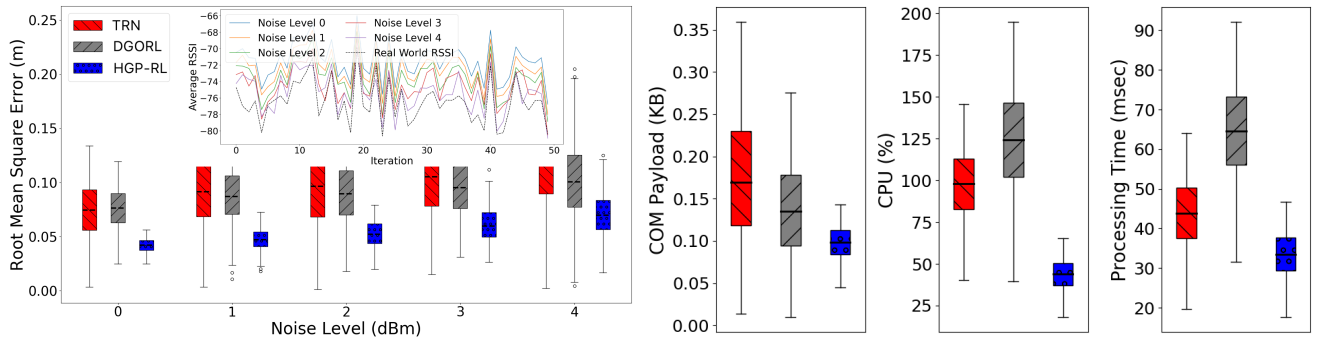 Root Mean Square Error (m)
0.25
0.20
0.15
0.10
0.05
0.00
TRN
DGORL
HGP-RL
Average RSSI
−66
−68
−70
−72
−74
−76
−78
−80
Noise Level 0
Noise Level 1
Noise Level 2
Noise Level 3
Noise Level 4
Real World RSSI
0 10 20 30 40 50
Iteration
0 1 2 3 4
Noise Level (dBm)
COM Payload (KB)
0.35
0.30
0.25
0.20
0.15
0.10
0.05
0.00
CPU (%)
200
175
150
125
100
75
50
25
Processing Time (msec)
90
80
70
60
50
40
30
20